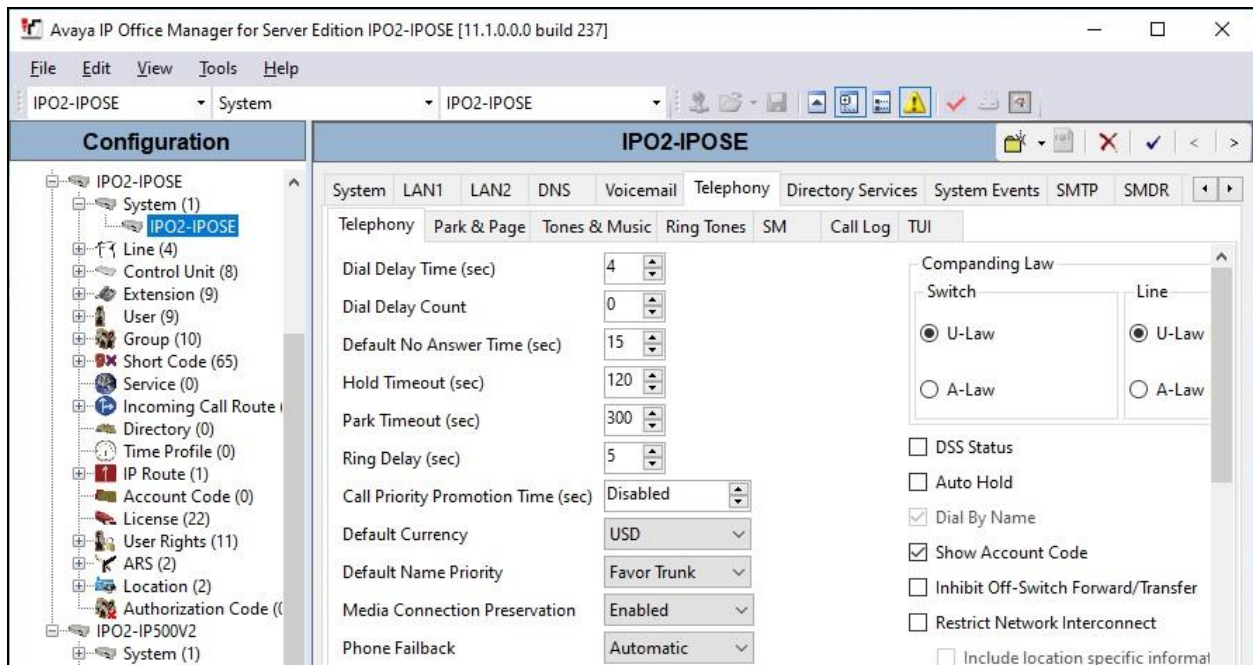 Avaya IP Office Manager for Server Edition IPO2-IPOSE [11.1.0.0.0 build 237]
File Edit View Tools Help
IPO2-IPOSE System IPO2-IPOSE
Configuration
IPO2-IPOSE
System (1)
IPO2-IPOSE
Line (4)
Control Unit (8)
Extension (9)
User (9)
Group (10)
Short Code (65)
Service (0)
Incoming Call Route (
Directory (0)
Time Profile (0)
IP Route (1)
Account Code (0)
License (22)
User Rights (11)
ARS (2)
Location (2)
Authorization Code (0
IPO2-IP500V2
System (1)
IPO2-IPOSE
System LAN1 LAN2 DNS Voicemail Telephony Directory Services System Events SMTP SMDR
Telephony Park & Page Tones & Music Ring Tones SM Call Log TUI
Dial Delay Time (sec) 4
Dial Delay Count 0
Default No Answer Time (sec) 15
Hold Timeout (sec) 120
Park Timeout (sec) 300
Ring Delay (sec) 5
Call Priority Promotion Time (sec) Disabled
Default Currency USD
Default Name Priority Favor Trunk
Media Connection Preservation Enabled
Phone Failback Automatic
Companding Law
Switch Line
U-Law U-Law
A-Law A-Law
DSS Status
Auto Hold
Dial By Name
Show Account Code
Inhibit Off-Switch Forward/Transfer
Restrict Network Interconnect
Include location specific informat